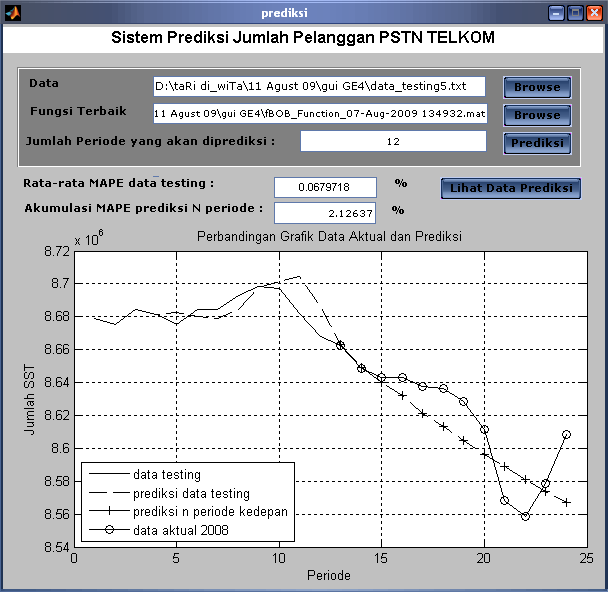 prediksi
Sistem Prediksi Jumlah Pelanggan PSTN TELKOM
Data D:\taRi di_wiTa\11 Agust 09\gui GE4\data_testing5.txt Browse
Fungsi Terbaik 11 Agust 09\gui GE4\fBOB_Function_07-Aug-2009 134932.mat Browse
Jumlah Periode yang akan diprediksi : 12 Prediksi
Rata-rata MAPE data testing : 0.0679718 % Lihat Data Prediksi
Akumulasi MAPE prediksi N periode : 2.12637 %
x 10^6 Perbandingan Grafik Data Aktual dan Prediksi
8.72
8.7
8.68
8.66
8.64
8.62
8.6
8.58
8.56
8.54
Jumlah SST
data testing
prediksi data testing
prediksi n periode kedepan
data aktual 2008
0 5 10 15 20 25
Periode